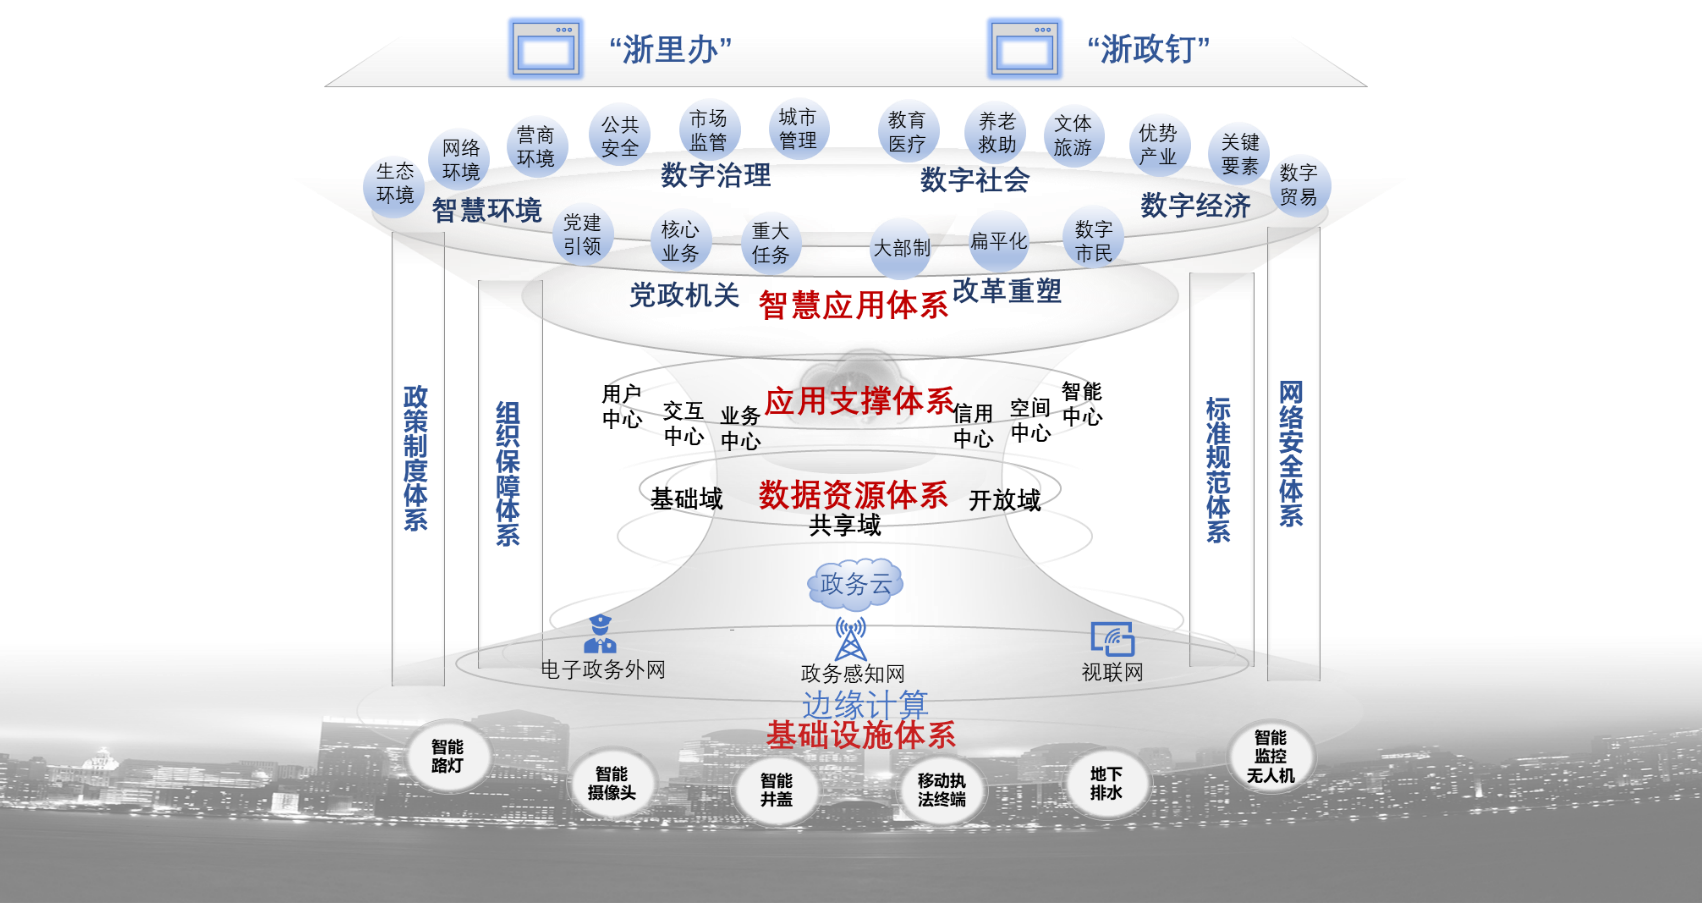 “浙里办”
“浙政钉”
生态
环境
网络
环境
营商
环境
公共
安全
市场
监管
城市
管理
教育
医疗
养老
救助
文体
旅游
优势
产业
关键
要素
数字
贸易
智慧环境
数字治理
数字社会
数字经济
党建
引领
核心
业务
重大
任务
大部制
扁平化
数字
市民
党政机关
智慧应用体系
改革重塑
政策制度体系
组织保障体系
标准规范体系
网络安全体系
用户
中心
交互
中心
业务
中心
应用支撑体系
信用
中心
空间
中心
智能
中心
基础域
数据资源体系
开放域
共享域
政务云
电子政务外网
政务感知网
视联网
边缘计算
基础设施体系
智能
路灯
智能
摄像头
智能
井盖
移动执
法终端
地下
排水
智能
监控
无人机